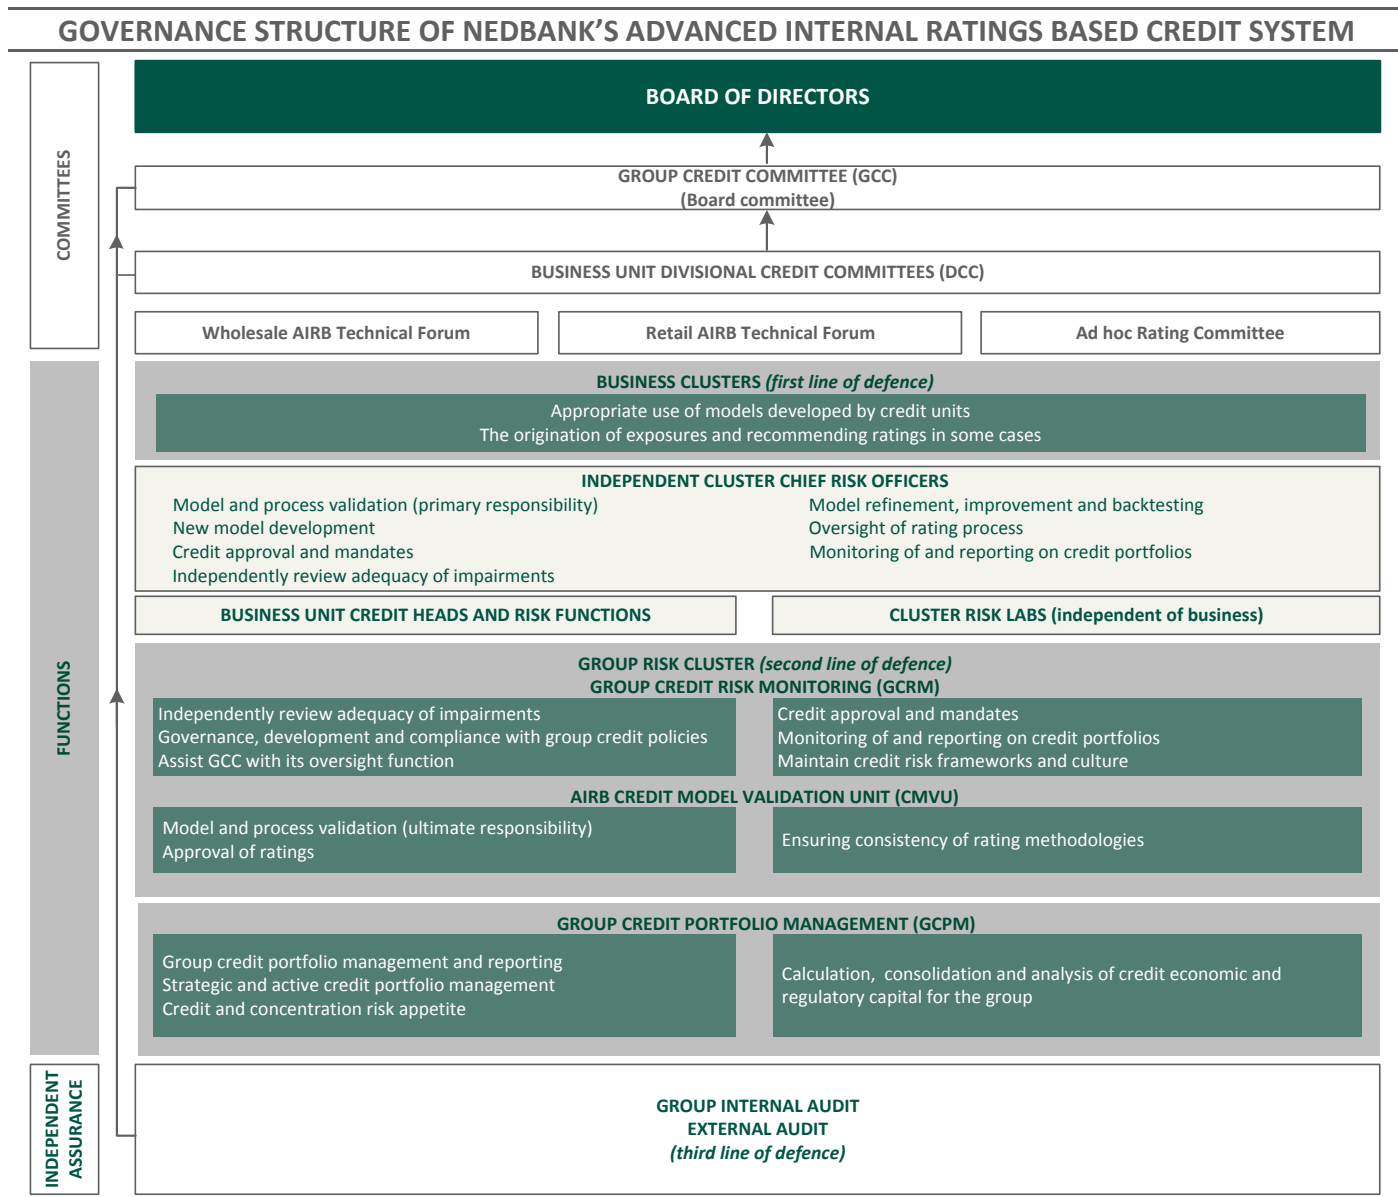 GOVERNANCE STRUCTURE OF NEDBANK'S ADVANCED INTERNAL RATINGS BASED CREDIT SYSTEM
COMMITTEES
BOARD OF DIRECTORS
GROUP CREDIT COMMITTEE (GCC)
(Board committee)
BUSINESS UNIT DIVISIONAL CREDIT COMMITTEES (DCC)
Wholesale AIRB Technical Forum
Retail AIRB Technical Forum
Ad hoc Rating Committee
FUNCTIONS
BUSINESS CLUSTERS (first line of defence)
Appropriate use of models developed by credit units
The origination of exposures and recommending ratings in some cases
INDEPENDENT CLUSTER CHIEF RISK OFFICERS
Model and process validation (primary responsibility)
New model development
Credit approval and mandates
Independently review adequacy of impairments
Model refinement, improvement and backtesting
Oversight of rating process
Monitoring of and reporting on credit portfolios
BUSINESS UNIT CREDIT HEADS AND RISK FUNCTIONS
CLUSTER RISK LABS (independent of business)
GROUP RISK CLUSTER (second line of defence)
GROUP CREDIT RISK MONITORING (GCRM)
Independently review adequacy of impairments
Governance, development and compliance with group credit policies
Assist GCC with its oversight function
Credit approval and mandates
Monitoring of and reporting on credit portfolios
Maintain credit risk frameworks and culture
AIRB CREDIT MODEL VALIDATION UNIT (CMVU)
Model and process validation (ultimate responsibility)
Approval of ratings
Ensuring consistency of rating methodologies
GROUP CREDIT PORTFOLIO MANAGEMENT (GCPM)
Group credit portfolio management and reporting
Strategic and active credit portfolio management
Credit and concentration risk appetite
Calculation, consolidation and analysis of credit economic and
regulatory capital for the group
INDEPENDENT
ASSURANCE
GROUP INTERNAL AUDIT
EXTERNAL AUDIT
(third line of defence)